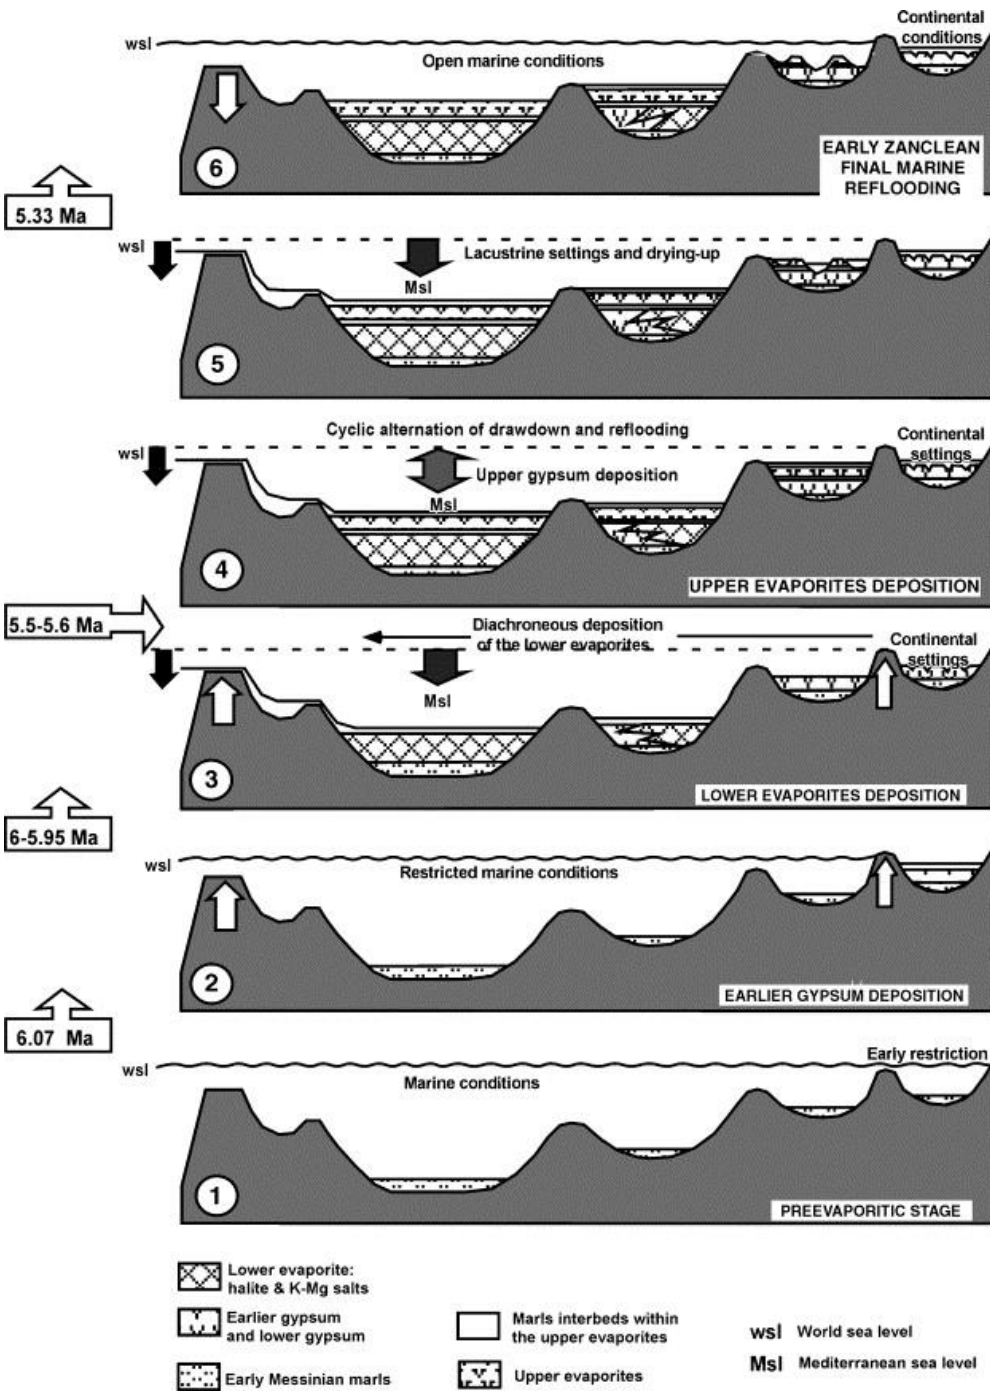 Continental
conditions
wsl
Open marine conditions
6
EARLY ZANCLEAN
FINAL MARINE
REFLOODING
5.33 Ma
wsl
Lacustrine settings and drying-up
Msl
5
Cyclic alternation of drawdown and reflooding
Continental
settings
wsl
Upper gypsum deposition
Msl
4
UPPER EVAPORITES DEPOSITION
5.5-5.6 Ma
Diachroneous deposition
of the lower evaporites
Continental
settings
wsl
Msl
3
LOWER EVAPORITES DEPOSITION
6-5.95 Ma
wsl
Restricted marine conditions
2
EARLIER GYPSUM DEPOSITION
6.07 Ma
Early restriction
wsl
Marine conditions
1
PREEVAPORITIC STAGE
Lower evaporite:
halite & K-Mg salts
Earlier gypsum
and lower gypsum
Early Messinian marls
Marls interbeds within
the upper evaporites
Upper evaporites
wsl World sea level
Msl Mediterranean sea level